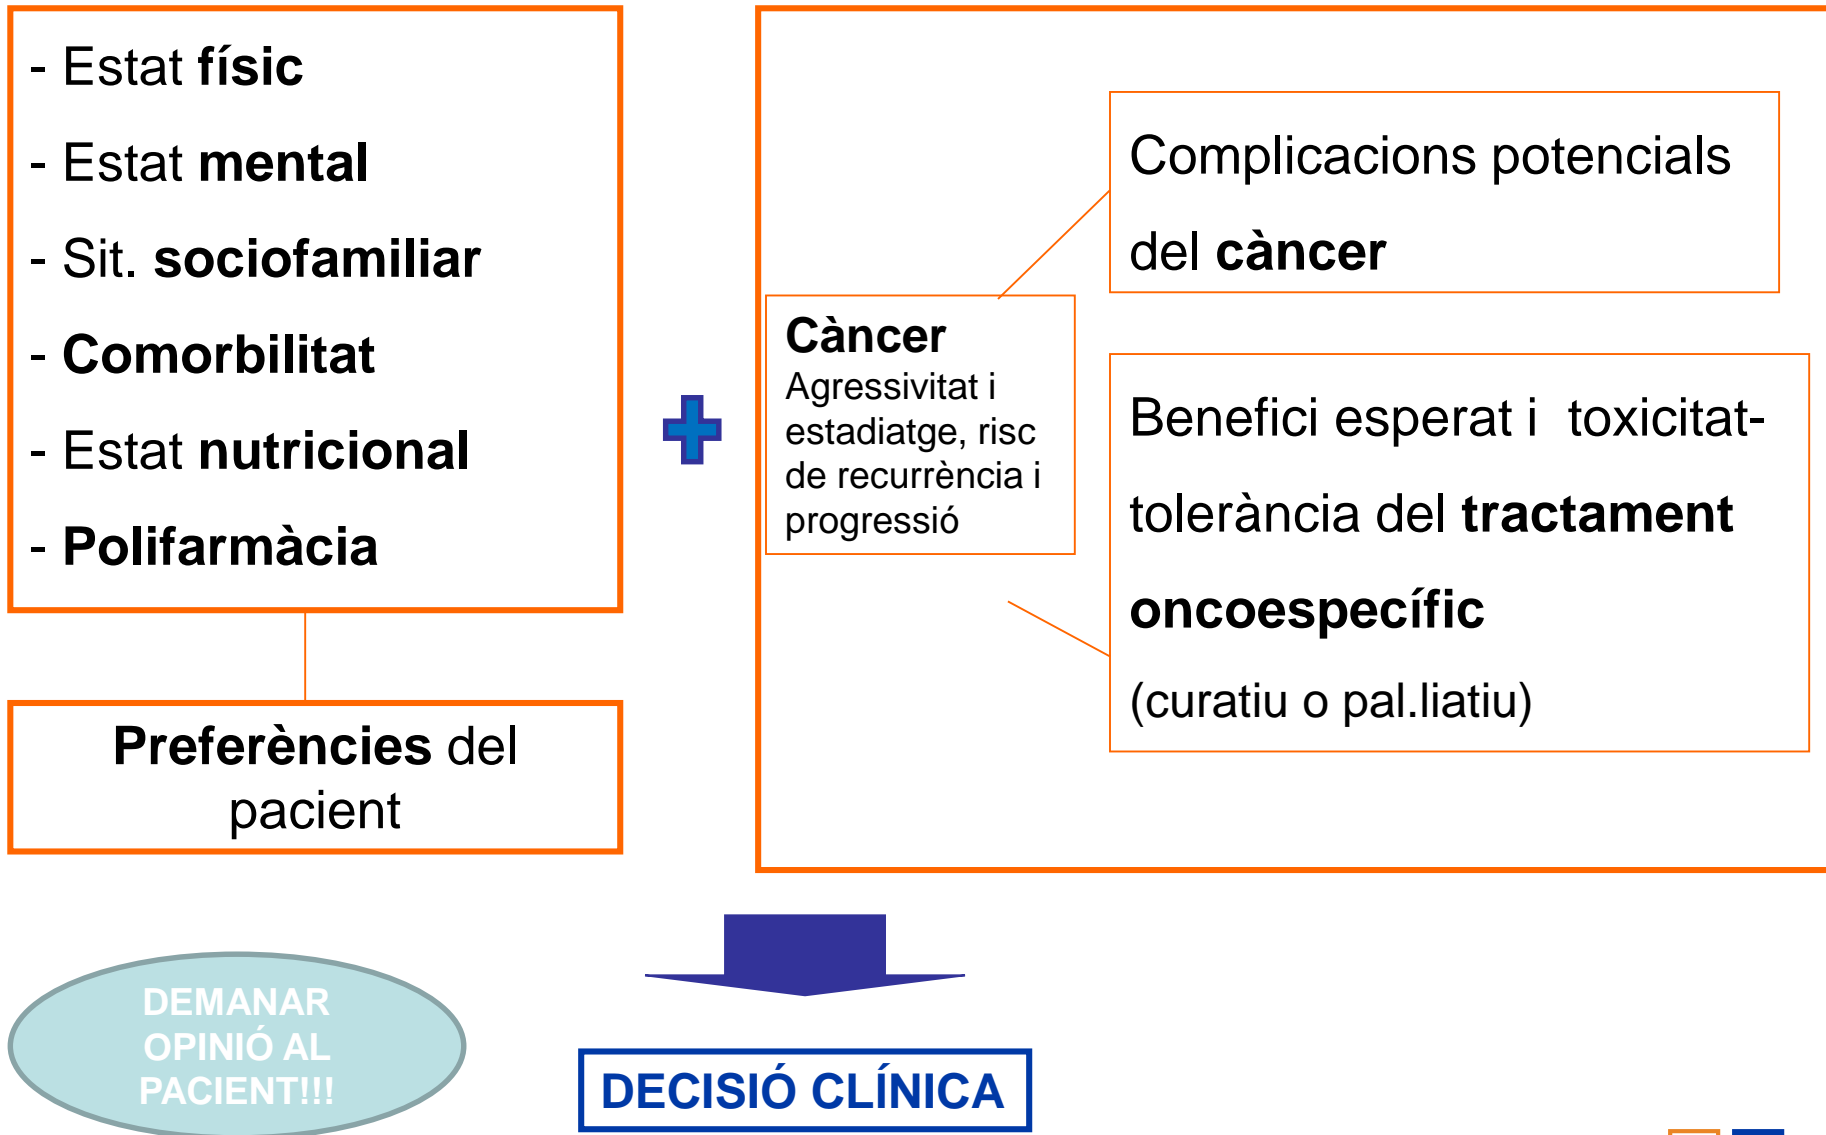 - Estat físic
- Estat mental
- Sit. sociofamiliar
- Comorbilitat
- Estat nutricional
- Polifarmàcia
Preferències del
pacient
Càncer
Agressivitat i
estadiatge, risc
de recurrència i
progressió
Complicacions potencials
del càncer
Benefici esperat i  toxicitat-
tolerància del tractament
oncoespecífic
(curatiu o pal.liatiu)
DEMANAR
OPINIÓ AL
PACIENT!!!
DECISIÓ CLÍNICA